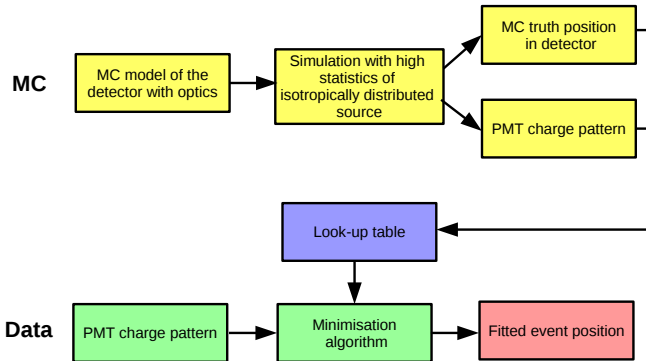 MC
MC model of the
detector with optics
Simulation with high
statistics of
isotropically distributed
source
MC truth position
in detector
PMT charge pattern
Look-up table
Data
PMT charge pattern
Minimisation
algorithm
Fitted event position